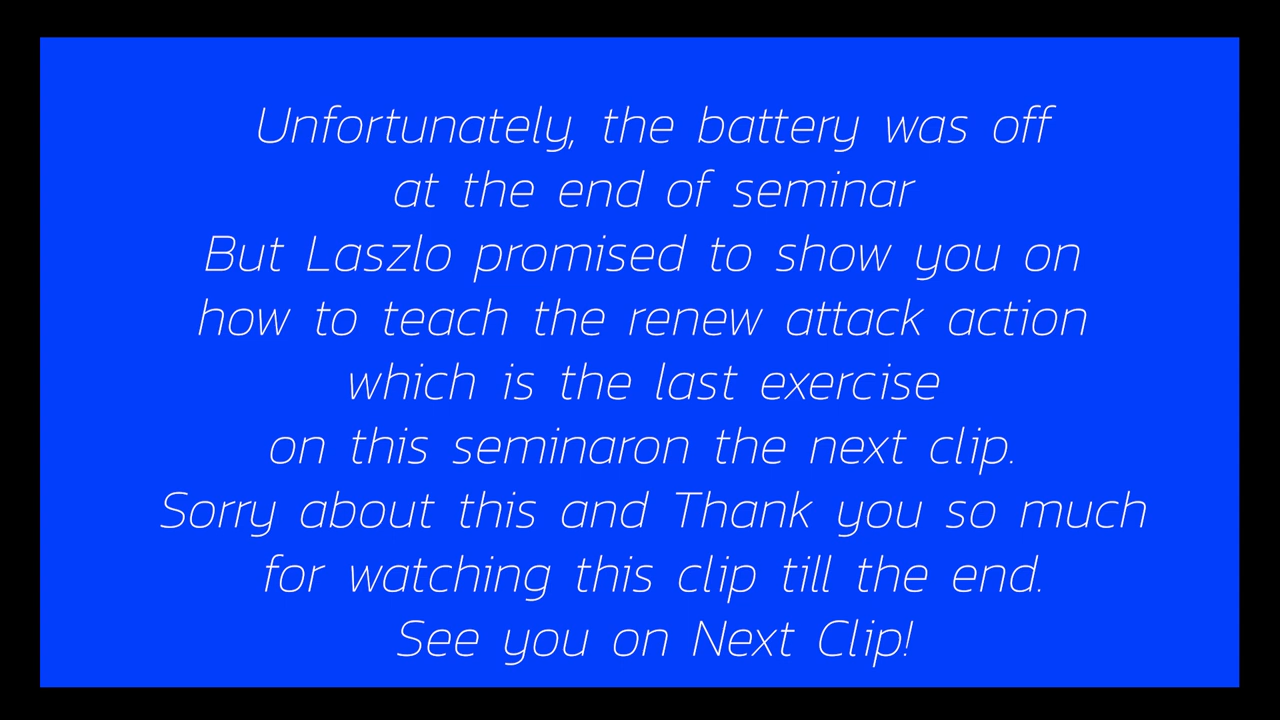 Unfortunately, the battery was off
at the end of seminar
But Laszlo promised to show you on
how to teach the renew attack action
which is the last exercise
on this seminaron the next clip.
Sorry about this and Thank you so much
for watching this clip till the end.
See you on Next Clip!